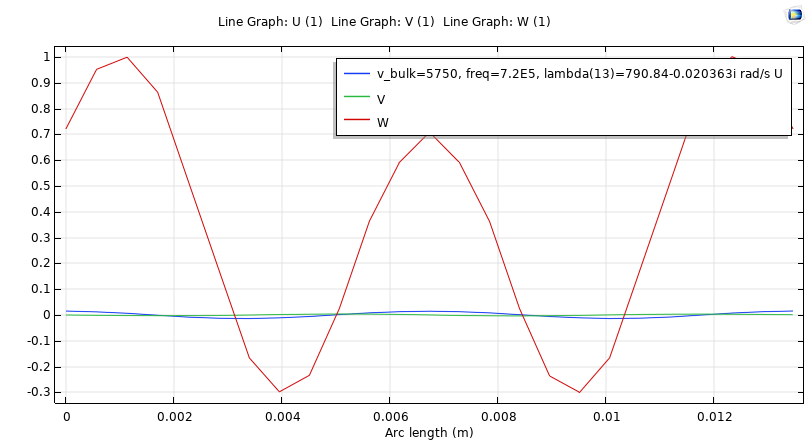 Line Graph: U (1)  Line Graph: V (1)  Line Graph: W (1)
v_bulk=5750, freq=7.2E5, lambda(13)=790.84-0.020363i rad/s U
V
W
1
0.9
0.8
0.7
0.6
0.5
0.4
0.3
0.2
0.1
0
-0.1
-0.2
-0.3
0 0.002 0.004 0.006 0.008 0.01 0.012
Arc length (m)